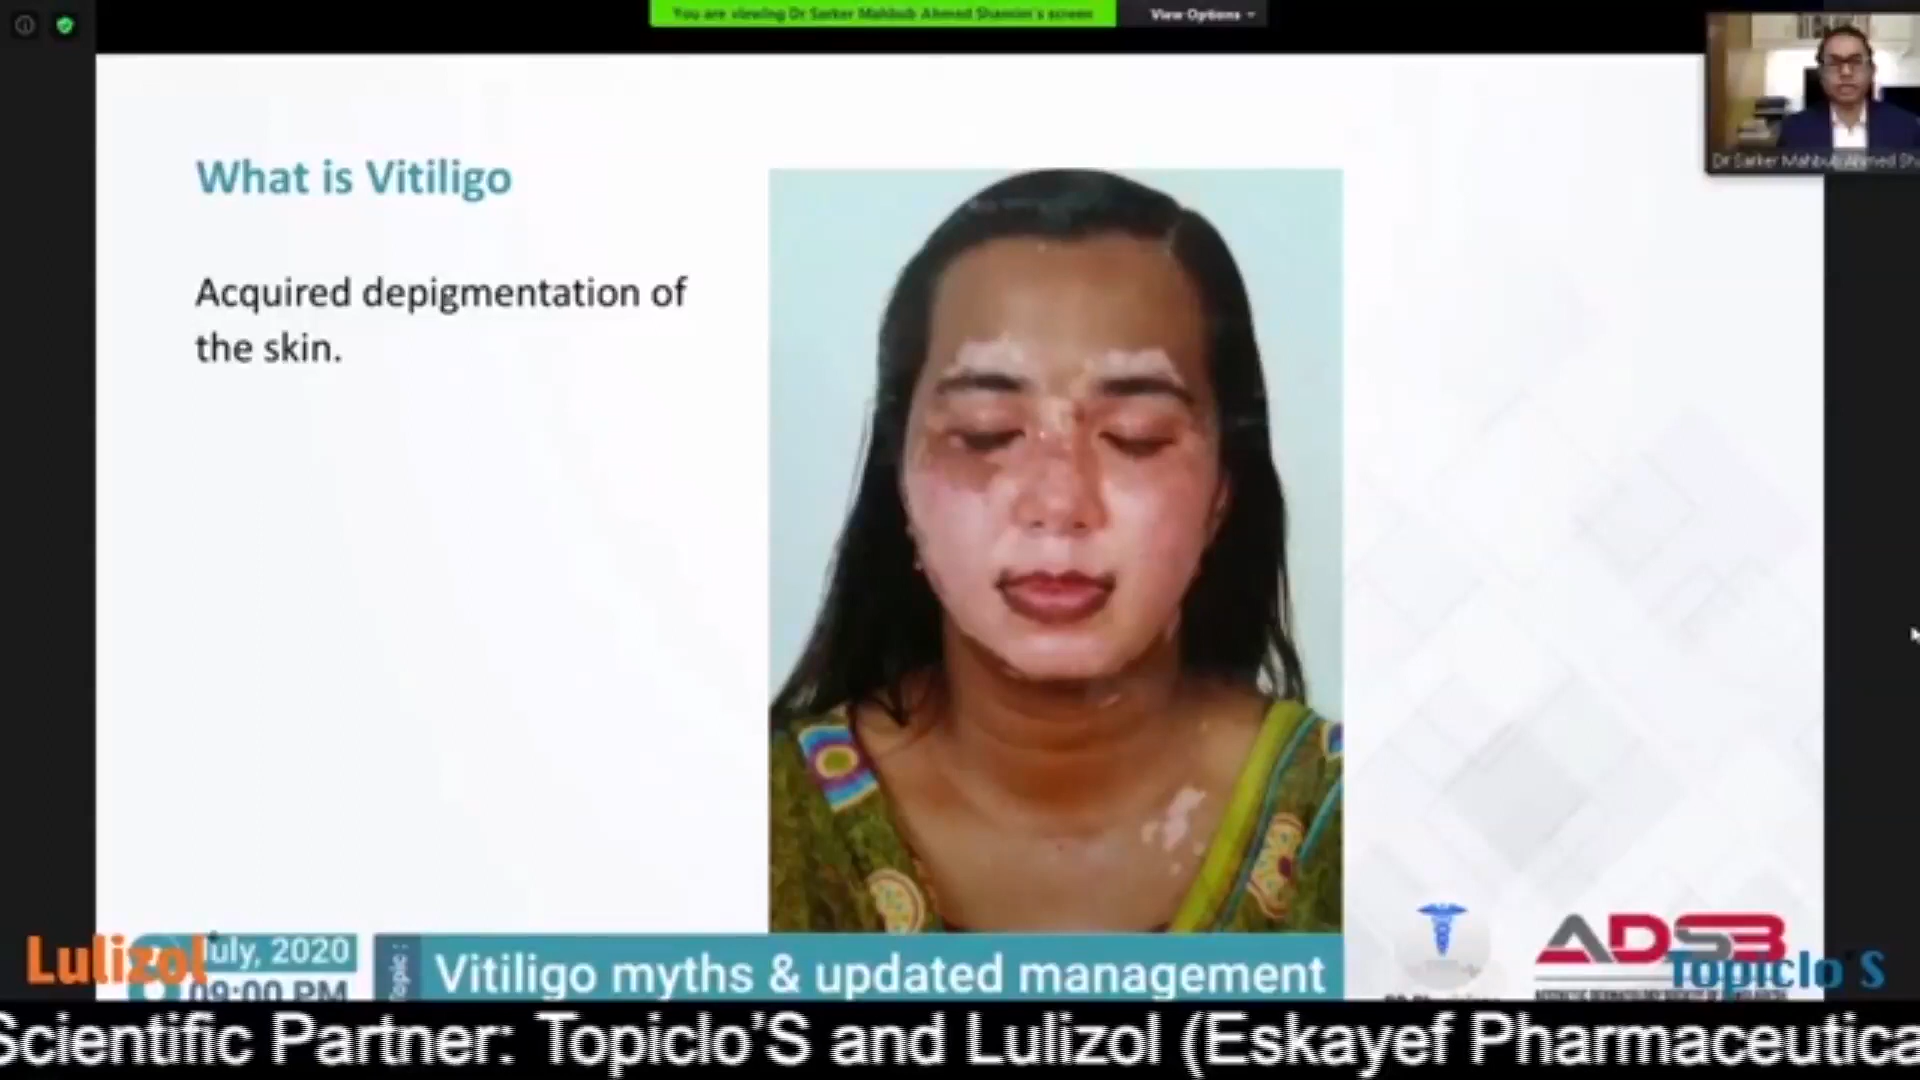 You are viewing Dr Sarker Mahbub Ahmed Shamim's screen
View Options
Dr Sarker Mahbub Ahmed Sh
What is Vitiligo
Acquired depigmentation of
the skin.
Lulizol
July, 2020
09:00 PM
Topic :
Vitiligo myths & updated management
ADSB
Topiclo'S
Scientific Partner: Topiclo'S and Lulizol (Eskayef Pharmaceutica